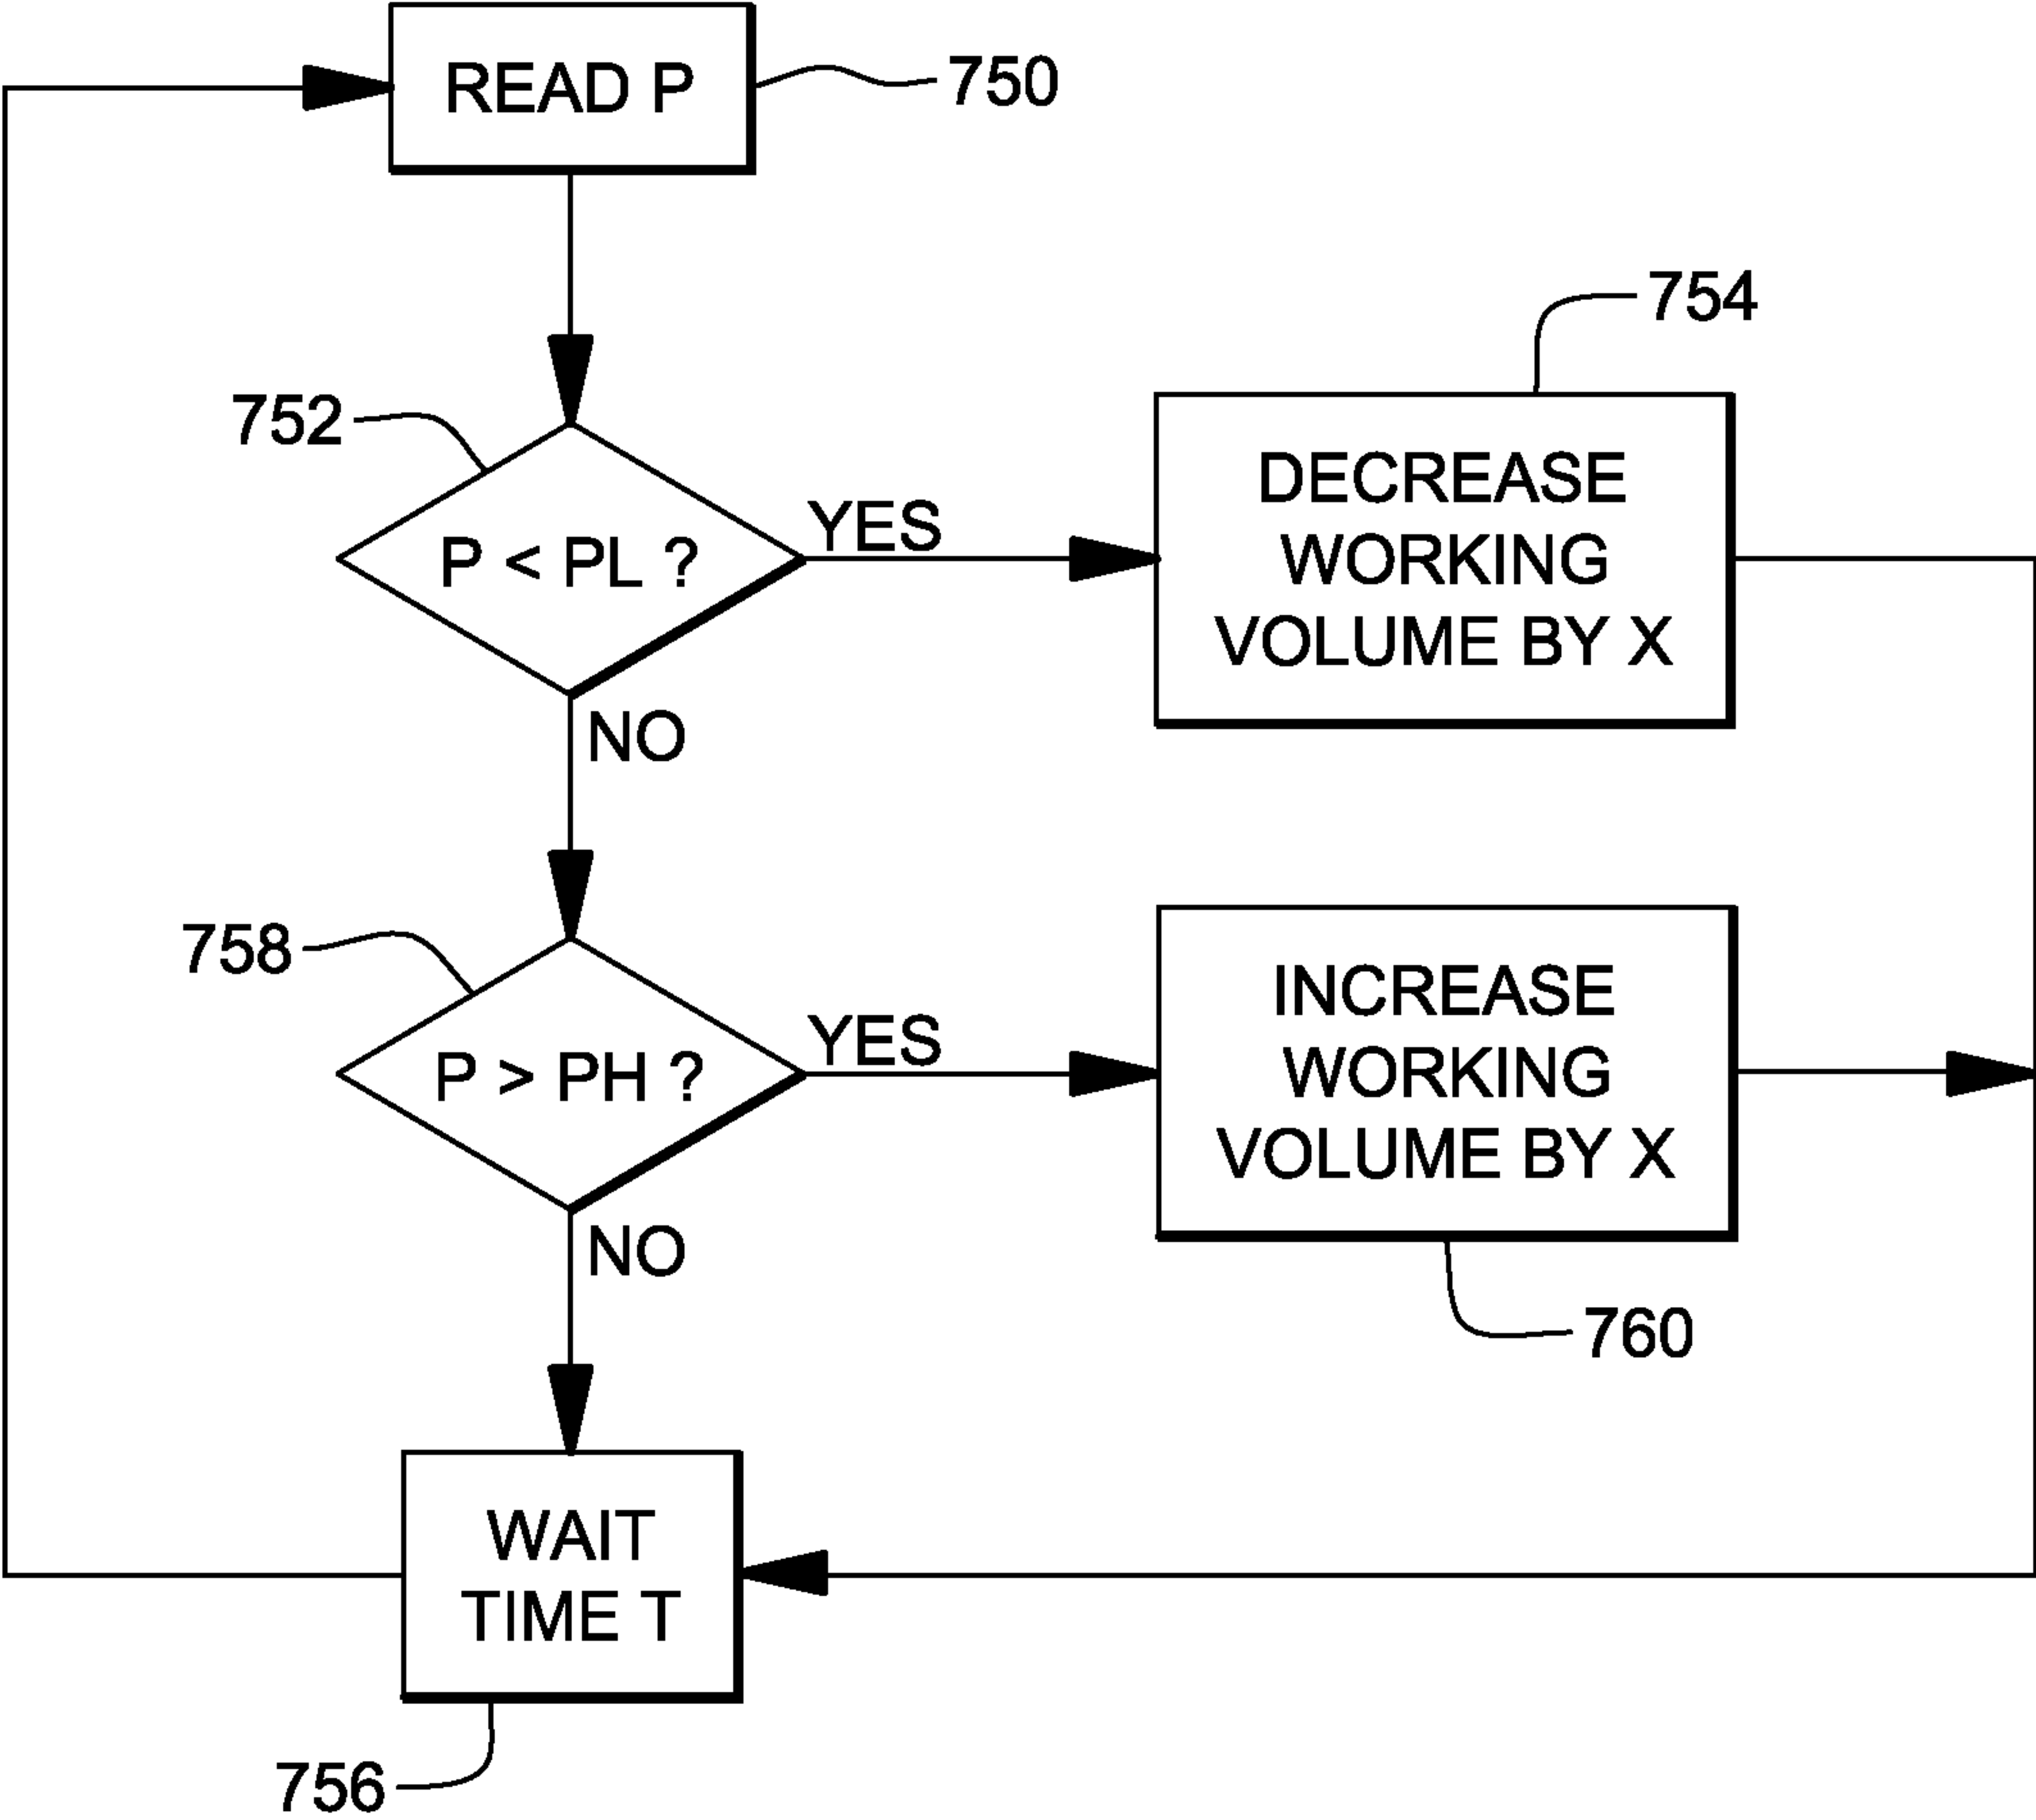 READ P
750
754
752
P < PL ?
YES
DECREASE
WORKING
VOLUME BY X
NO
758
P > PH ?
YES
INCREASE
WORKING
VOLUME BY X
NO
760
WAIT
TIME T
756